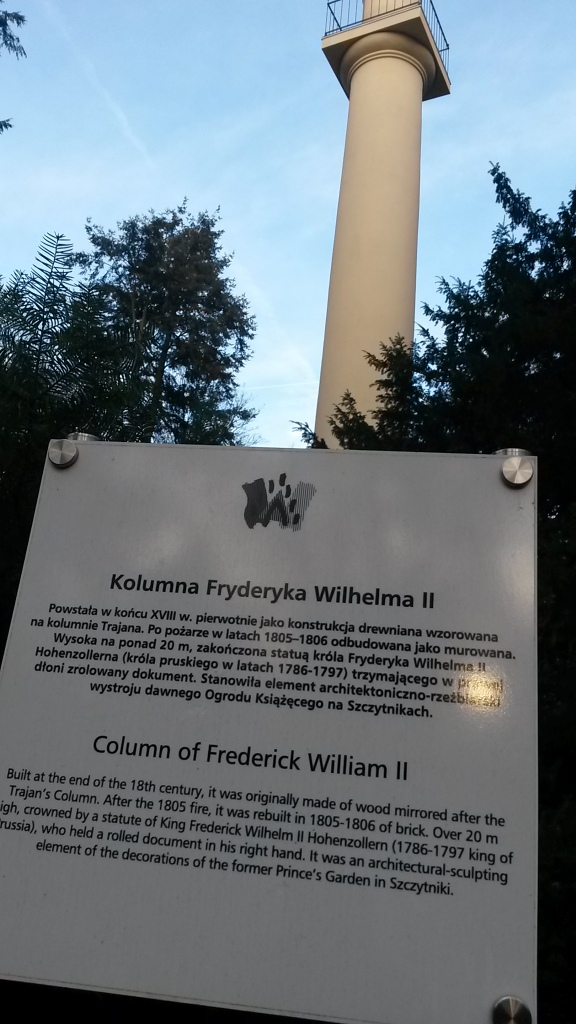 Kolumna Fryderyka Wilhelma II
Powstała w końcu XVIII w. pierwotnie jako konstrukcja drewniana wzorowana
na kolumnie Trajana. Po pożarze w latach 1805–1806 odbudowana jako murowana.
Wysoka na ponad 20 m, zakończona statuą króla Fryderyka Wilhelma II
Hohenzollerna (króla pruskiego w latach 1786-1797) trzymającego w prawej
dłoni zrolowany dokument. Stanowiła element architektoniczno-rzeźbiarski
wystroju dawnego Ogrodu Książęcego na Szczytnikach.
Column of Frederick William II
Built at the end of the 18th century, it was originally made of wood mirrored after the
Trajan's Column. After the 1805 fire, it was rebuilt in 1805-1806 of brick. Over 20 m
igh, crowned by a statute of King Frederick Wilhelm II Hohenzollern (1786-1797 king of
russia), who held a rolled document in his right hand. It was an architectural-sculpting
element of the decorations of the former Prince's Garden in Szczytniki.